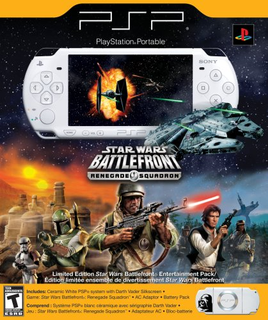 PSP
PlayStation®Portable
SONY
PSP
STAR WARS
BATTLEFRONT
RENEGADE SQUADRON
Limited Edition Star Wars Battlefront® Entertainment Pack/
Édition limitée ensemble de divertissement Star Wars Battlefront®
Includes: Ceramic White PSP® system with Darth Vader Silkscreen •
Game: Star Wars Battlefront®: Renegade Squadron™ • AC Adaptor • Battery Pack
Comprend : Système PSP® blanc céramique avec sérigraphie Darth Vader •
Jeu : Star Wars Battlefront®: Renegade Squadron™ • Adaptateur AC • Bloc-batterie
TEEN
T